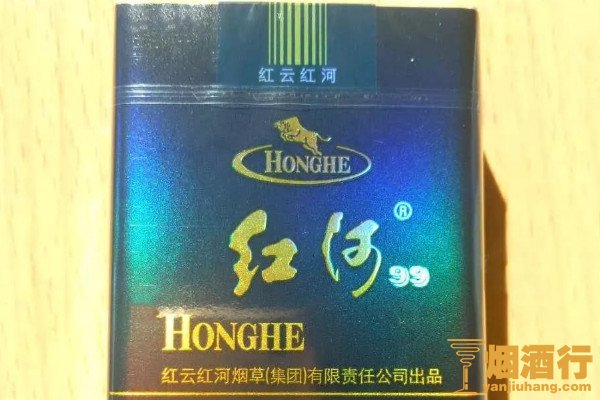 红云红河
HONGHE
红河®
99
HONGHE
红云红河烟草(集团)有限责任公司出品
烟酒行
yanjiuhang.com